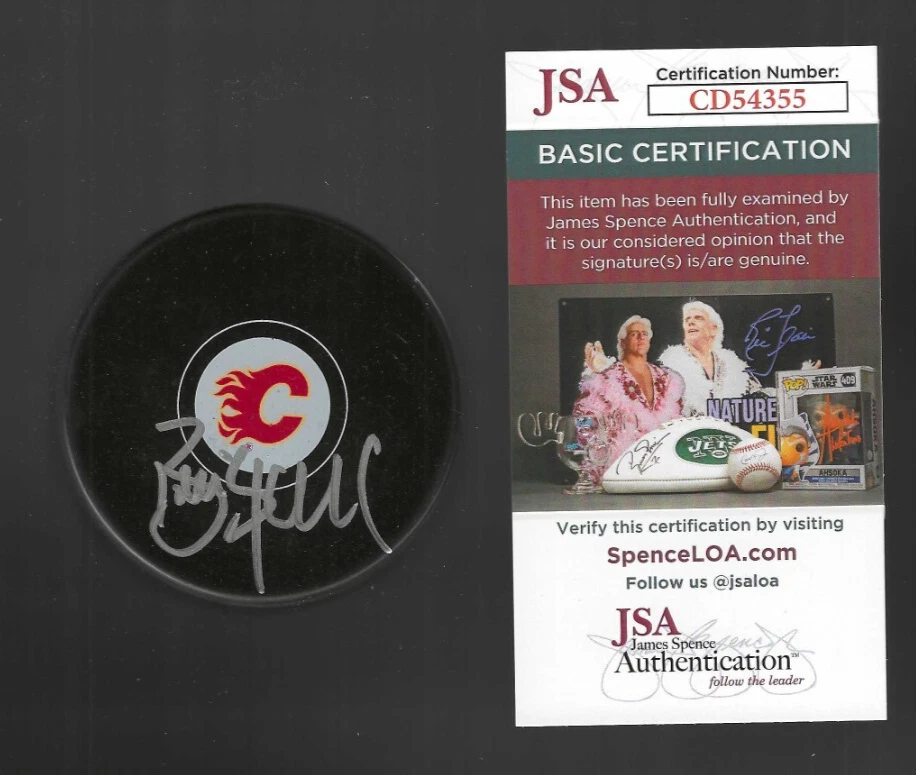 JSA
Certification Number:
CD54355
BASIC CERTIFICATION
This item has been fully examined by
James Spence Authentication, and
it is our considered opinion that the
signature(s) is/are genuine.
NATURE
JETS
POP!
STAR
WARS
409
AHSOKA
C
Verify this certification by visiting
SpenceLOA.com
Follow us @jsaloa
JSA
James Spence
Authentication™
follow the leader